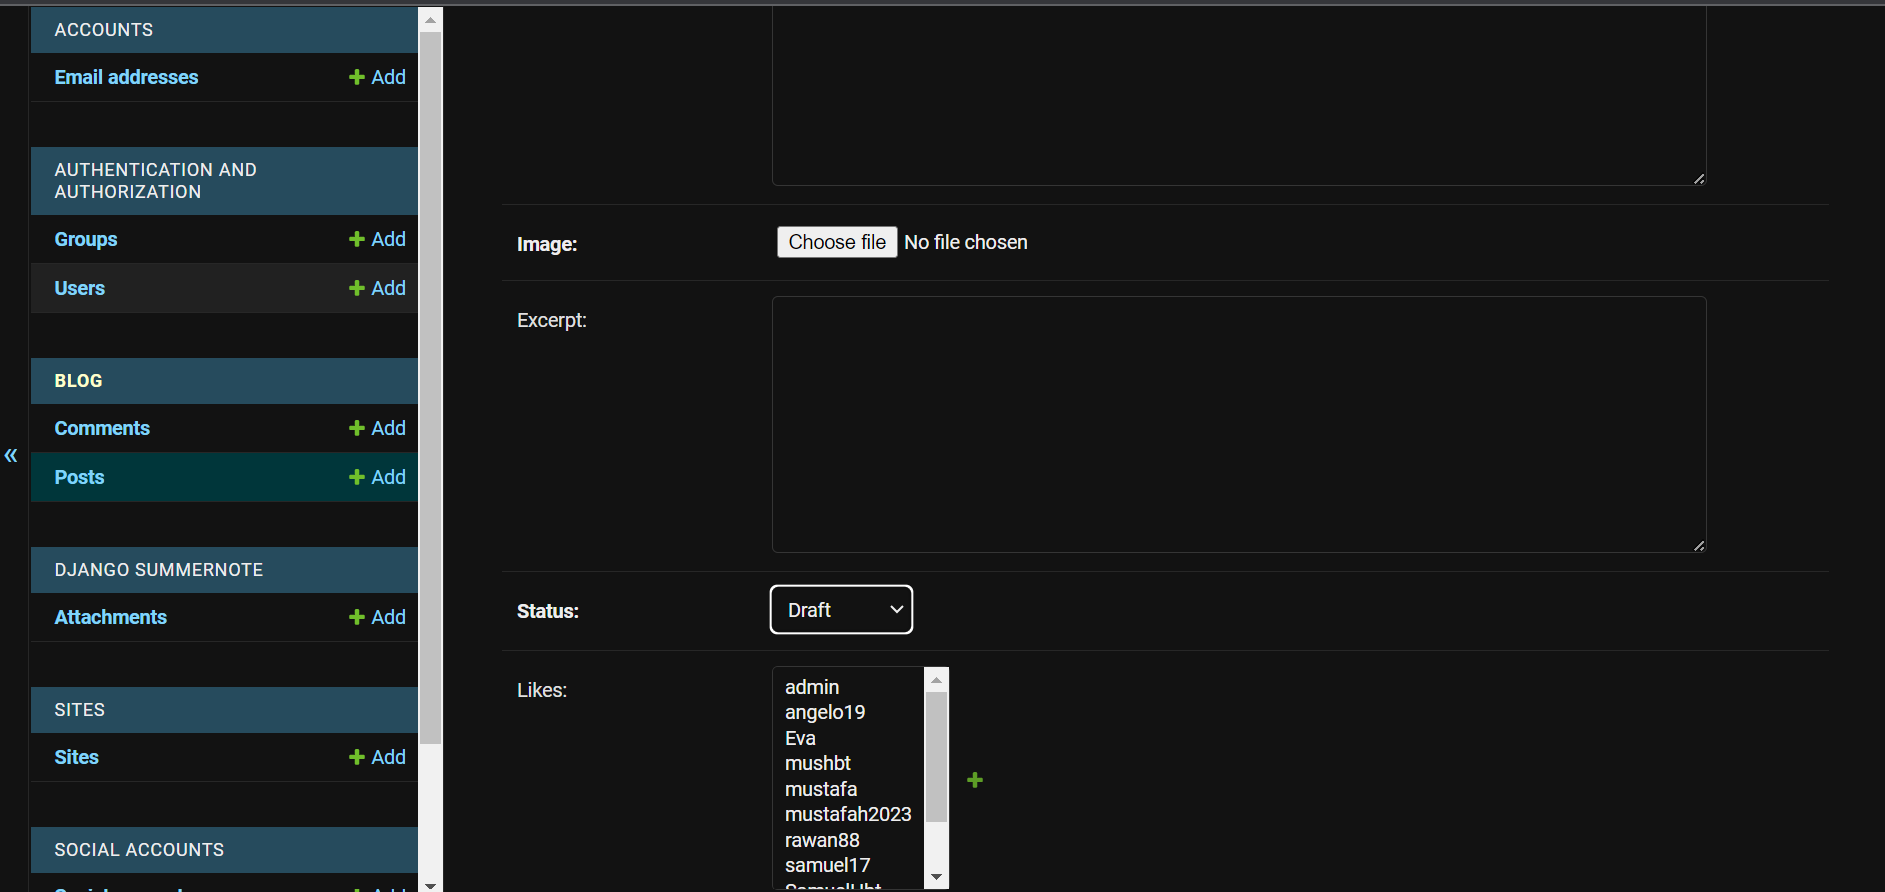 ACCOUNTS
Email addresses Add
AUTHENTICATION AND
AUTHORIZATION
Groups Add
Users Add
BLOG
Comments Add
«
Posts Add
DJANGO SUMMERNOTE
Attachments Add
SITES
Sites Add
SOCIAL ACCOUNTS
Image: Choose file No file chosen
Excerpt:
Status: Draft
Likes:
admin
angelo19
Eva
mushbt
mustafa
mustafah2023
rawan88
samuel17